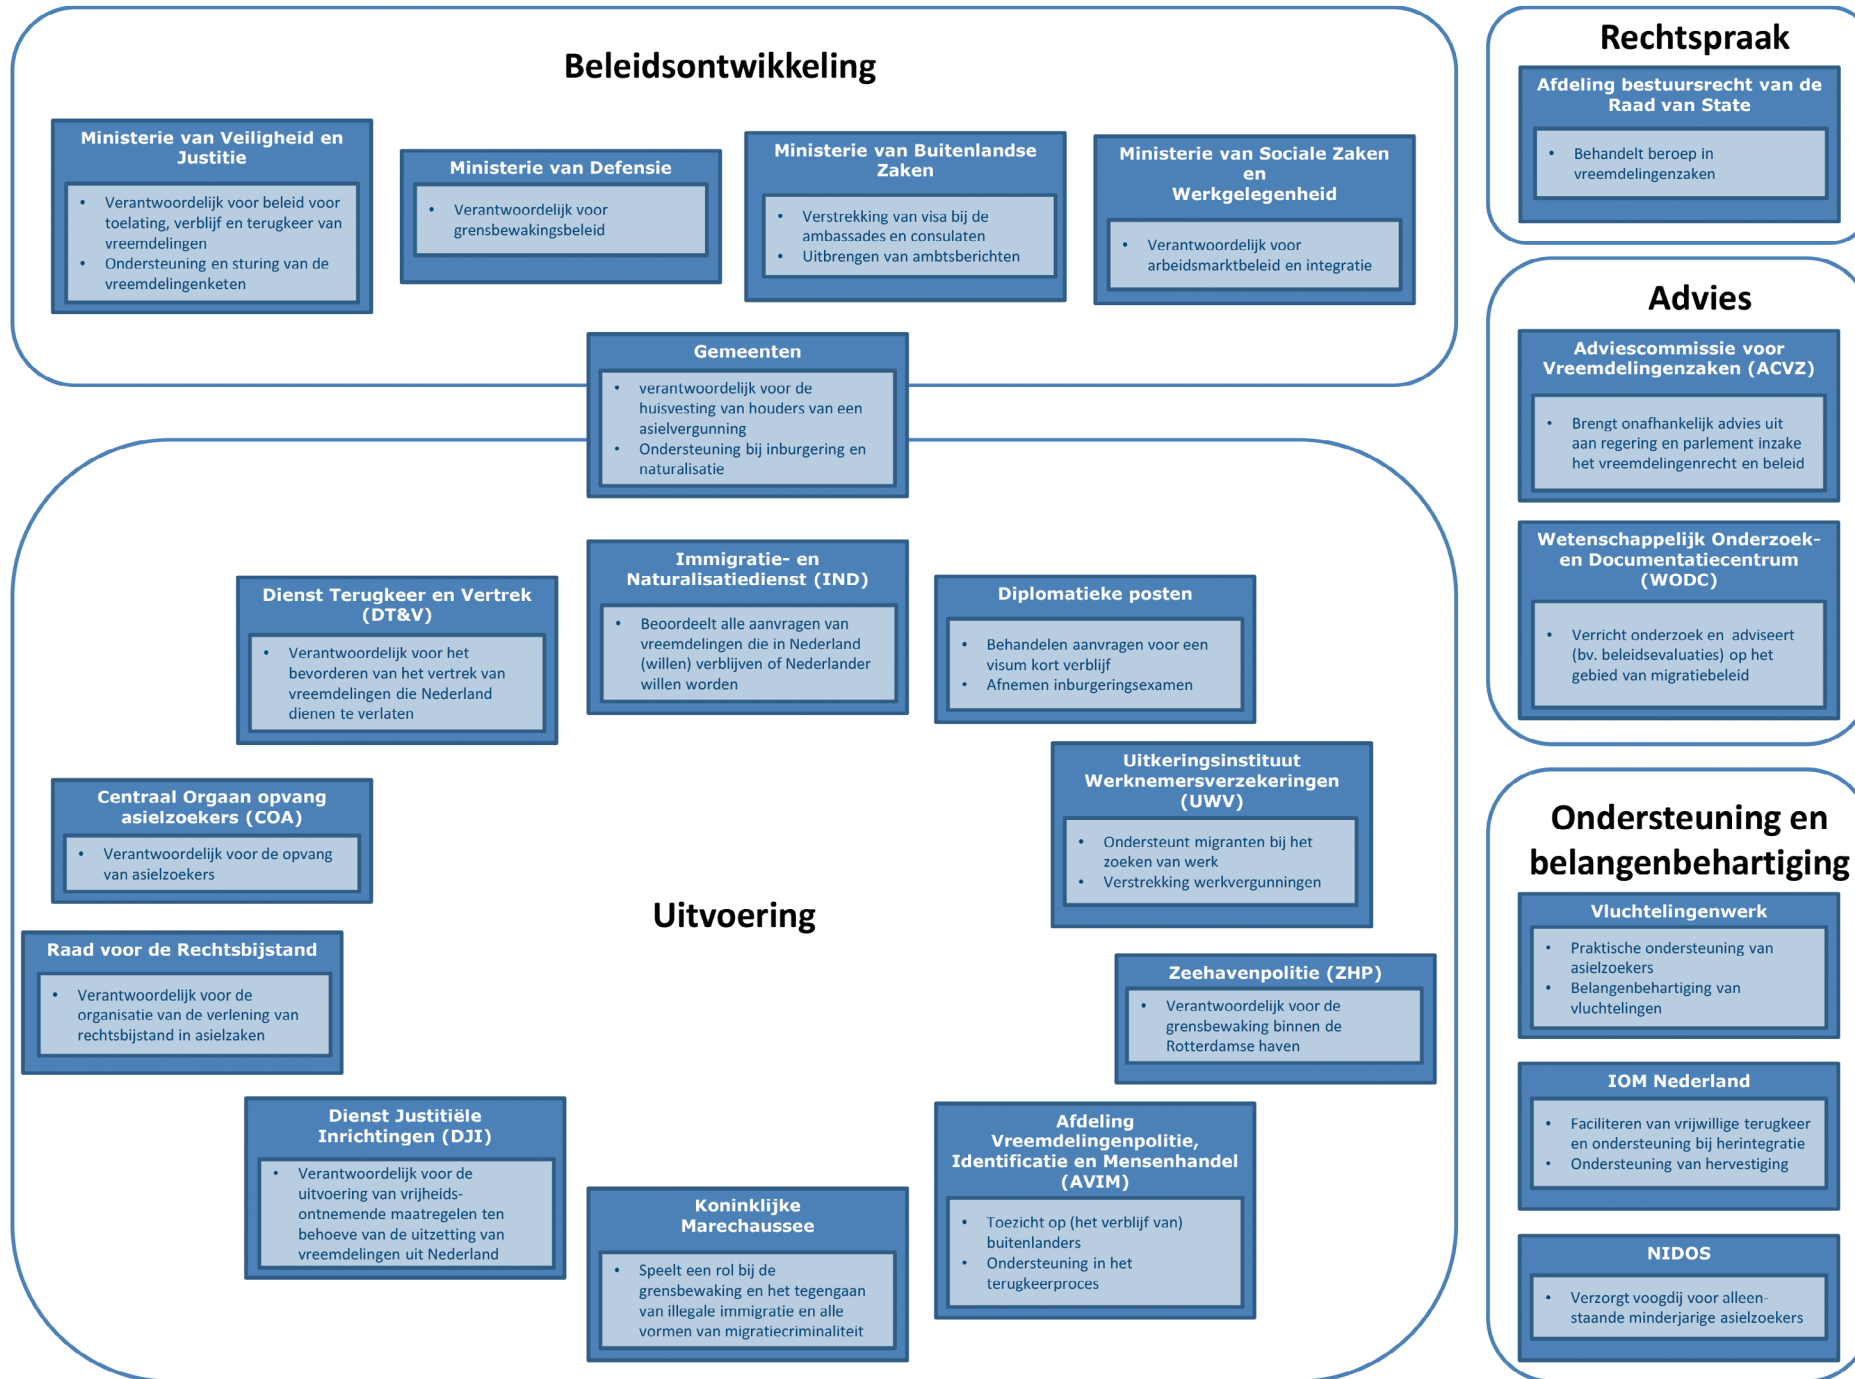 Beleidsontwikkeling
Ministerie van Veiligheid en
Justitie
• Verantwoordelijk voor beleid voor
toelating, verblijf en terugkeer van
vreemdelingen
• Ondersteuning en sturing van de
vreemdelingenketen
Ministerie van Defensie
• Verantwoordelijk voor
grensbewakingsbeleid
Ministerie van Buitenlandse
Zaken
• Verstrekking van visa bij de
ambassades en consulaten
• Uitbrengen van ambtsberichten
Ministerie van Sociale Zaken
en
Werkgelegenheid
• Verantwoordelijk voor
arbeidsmarktbeleid en integratie
Gemeenten
• verantwoordelijk voor de
huisvesting van houders van een
asielvergunning
• Ondersteuning bij inburgering en
naturalisatie
Immigratie- en
Naturalisatiedienst (IND)
• Beoordeelt alle aanvragen van
vreemdelingen die in Nederland
(willen) verblijven of Nederlander
willen worden
Dienst Terugkeer en Vertrek
(DT&V)
• Verantwoordelijk voor het
bevorderen van het vertrek van
vreemdelingen die Nederland
dienen te verlaten
Diplomatieke posten
• Behandelen aanvragen voor een
visum kort verblijf
• Afnemen inburgeringsexamen
Uitkeringsinstituut
Werknemersverzekeringen
(UWV)
• Ondersteunt migranten bij het
zoeken van werk
• Verstrekking werkvergunningen
Centraal Orgaan opvang
asielzoekers (COA)
• Verantwoordelijk voor de opvang
van asielzoekers
Uitvoering
Raad voor de Rechtsbijstand
• Verantwoordelijk voor de
organisatie van de verlening van
rechtsbijstand in asielzaken
Zeehavenpolitie (ZHP)
• Verantwoordelijk voor de
grensbewaking binnen de
Rotterdamse haven
Dienst Justitiële
Inrichtingen (DJI)
• Verantwoordelijk voor de
uitvoering van vrijheids-
ontnemende maatregelen ten
behoeve van de uitzetting van
vreemdelingen uit Nederland
Koninklijke
Marechaussee
• Speelt een rol bij de
grensbewaking en het tegengaan
van illegale immigratie en alle
vormen van migratiecriminaliteit
Afdeling
Vreemdelingenpolitie,
Identificatie en Mensenhandel
(AVIM)
• Toezicht op (het verblijf van)
buitenlanders
• Ondersteuning in het
terugkeerproces
Rechtspraak
Afdeling bestuursrecht van de
Raad van State
• Behandelt beroep in
vreemdelingenzaken
Advies
Adviescommissie voor
Vreemdelingenzaken (ACVZ)
• Brengt onafhankelijk advies uit
aan regering en parlement inzake
het vreemdelingenrecht en beleid
Wetenschappelijk Onderzoek-
en Documentatiecentrum
(WODC)
• Verricht onderzoek en adviseert
(bv. beleidsevaluaties) op het
gebied van migratiebeleid
Ondersteuning en
belangenbehartiging
Vluchtelingenwerk
• Praktische ondersteuning van
asielzoekers
• Belangenbehartiging van
vluchtelingen
IOM Nederland
• Faciliteren van vrijwillige terugkeer
en ondersteuning bij herintegratie
• Ondersteuning van hervestiging
NIDOS
• Verzorgt voogdij voor alleen-
staande minderjarige asielzoekers